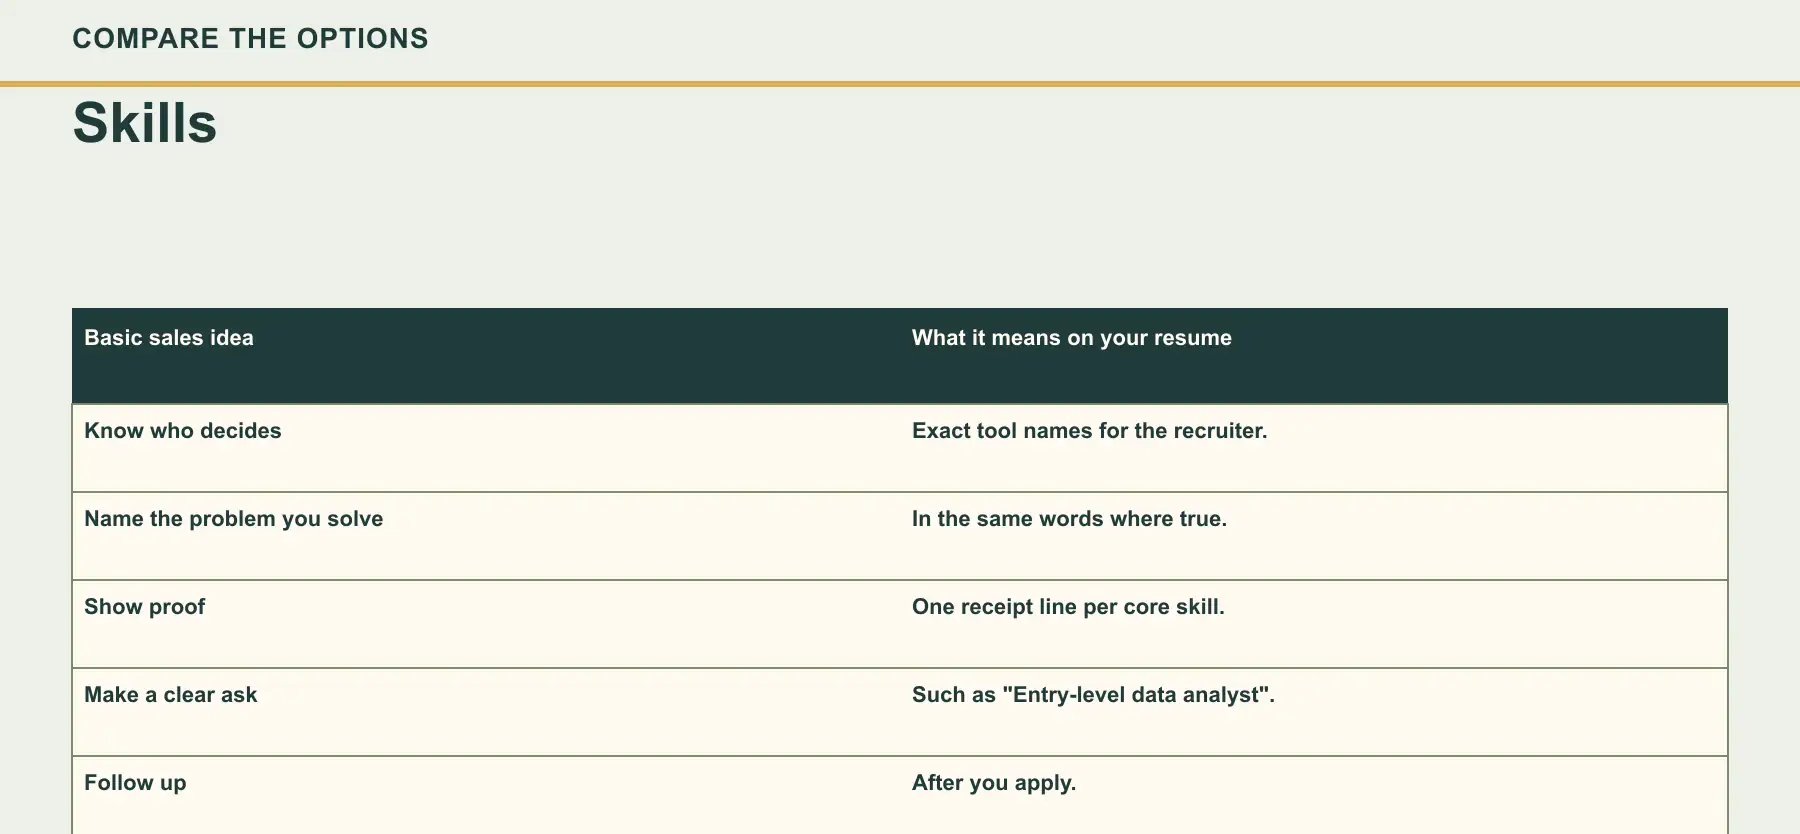 COMPARE THE OPTIONS
Skills
Basic sales idea
What it means on your resume
Know who decides
Exact tool names for the recruiter.
Name the problem you solve
In the same words where true.
Show proof
One receipt line per core skill.
Make a clear ask
Such as "Entry-level data analyst".
Follow up
After you apply.